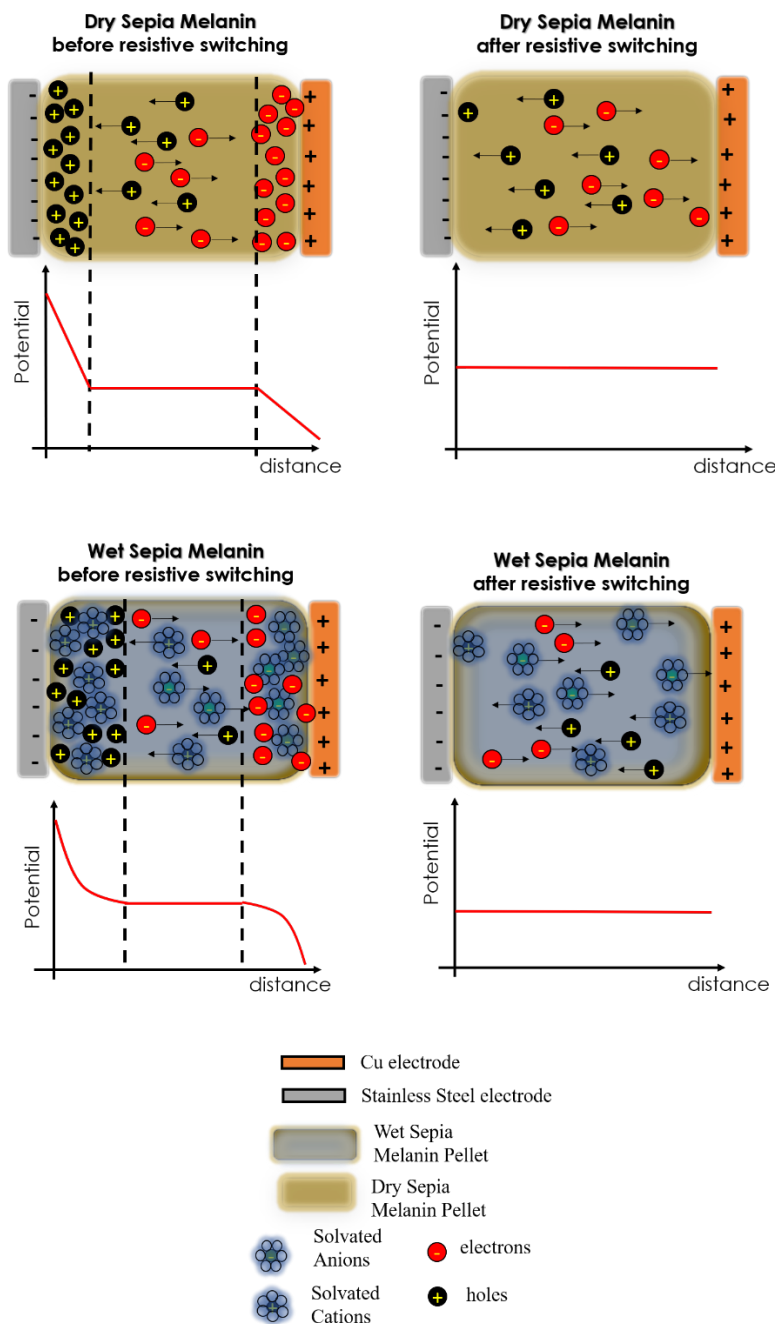 Dry Sepia Melanin
before resistive switching
Dry Sepia Melanin
after resistive switching
Potential
distance
Potential
distance
Wet Sepia Melanin
before resistive switching
Wet Sepia Melanin
after resistive switching
Potential
distance
Potential
distance
Cu electrode
Stainless Steel electrode
Wet Sepia
Melanin Pellet
Dry Sepia
Melanin Pellet
Solvated
Anions
electrons
Solvated
Cations
holes